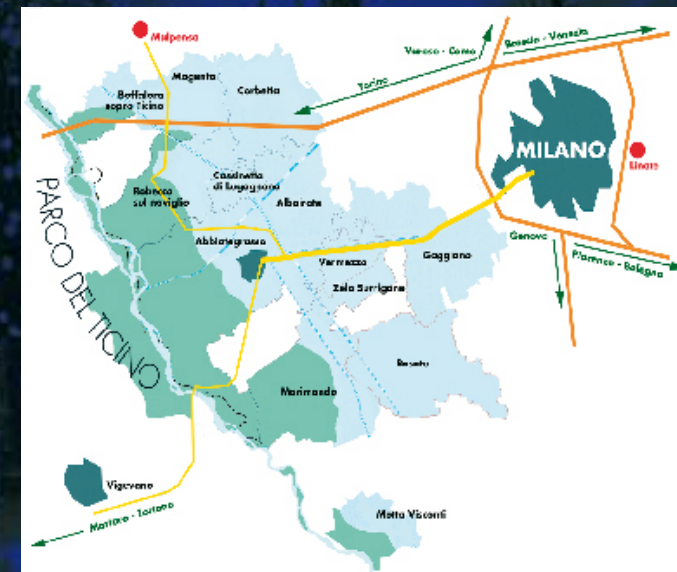 Malpensa
Varese - Como
Brescia - Venezia
Magenta
Torino
Boffalora
sopra Ticino
Corbetta
MILANO
Linate
Cassinetta
di Lugagnano
Robecco
sul naviglio
Albairate
PARCO DEL TICINO
Abbiategrasso
Genova
Vermezzo
Gaggiano
Piacenza - Bologna
Zelo Surrigone
Rosate
Morimondo
Vigevano
Motta Visconti
Mortara - Tortona